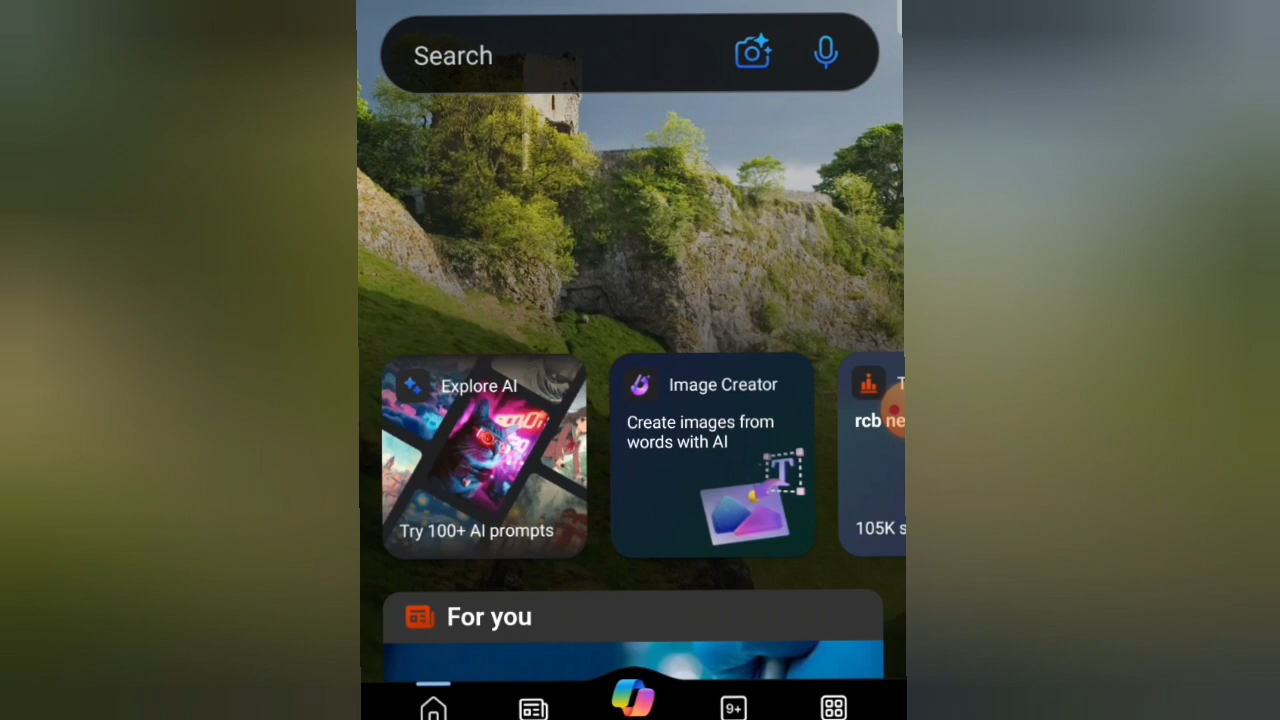 Search
Explore AI
Try 100+ AI prompts
Image Creator
Create images from
words with AI
T
rcb ne
105K s
For you
9+